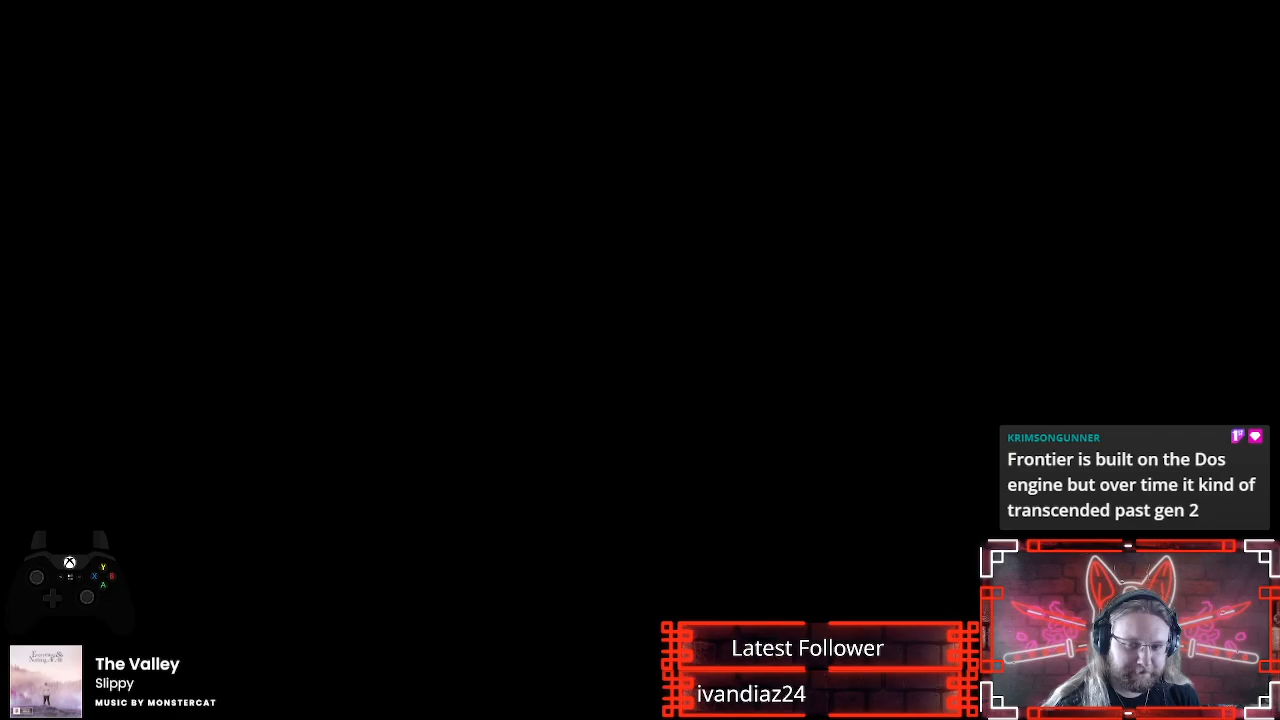 KRIMSONGUNNER
Frontier is built on the Dos
engine but over time it kind of
transcended past gen 2
Y
X B
A
The Valley
Slippy
MUSIC BY MONSTERCAT
Latest Follower
ivandiaz24